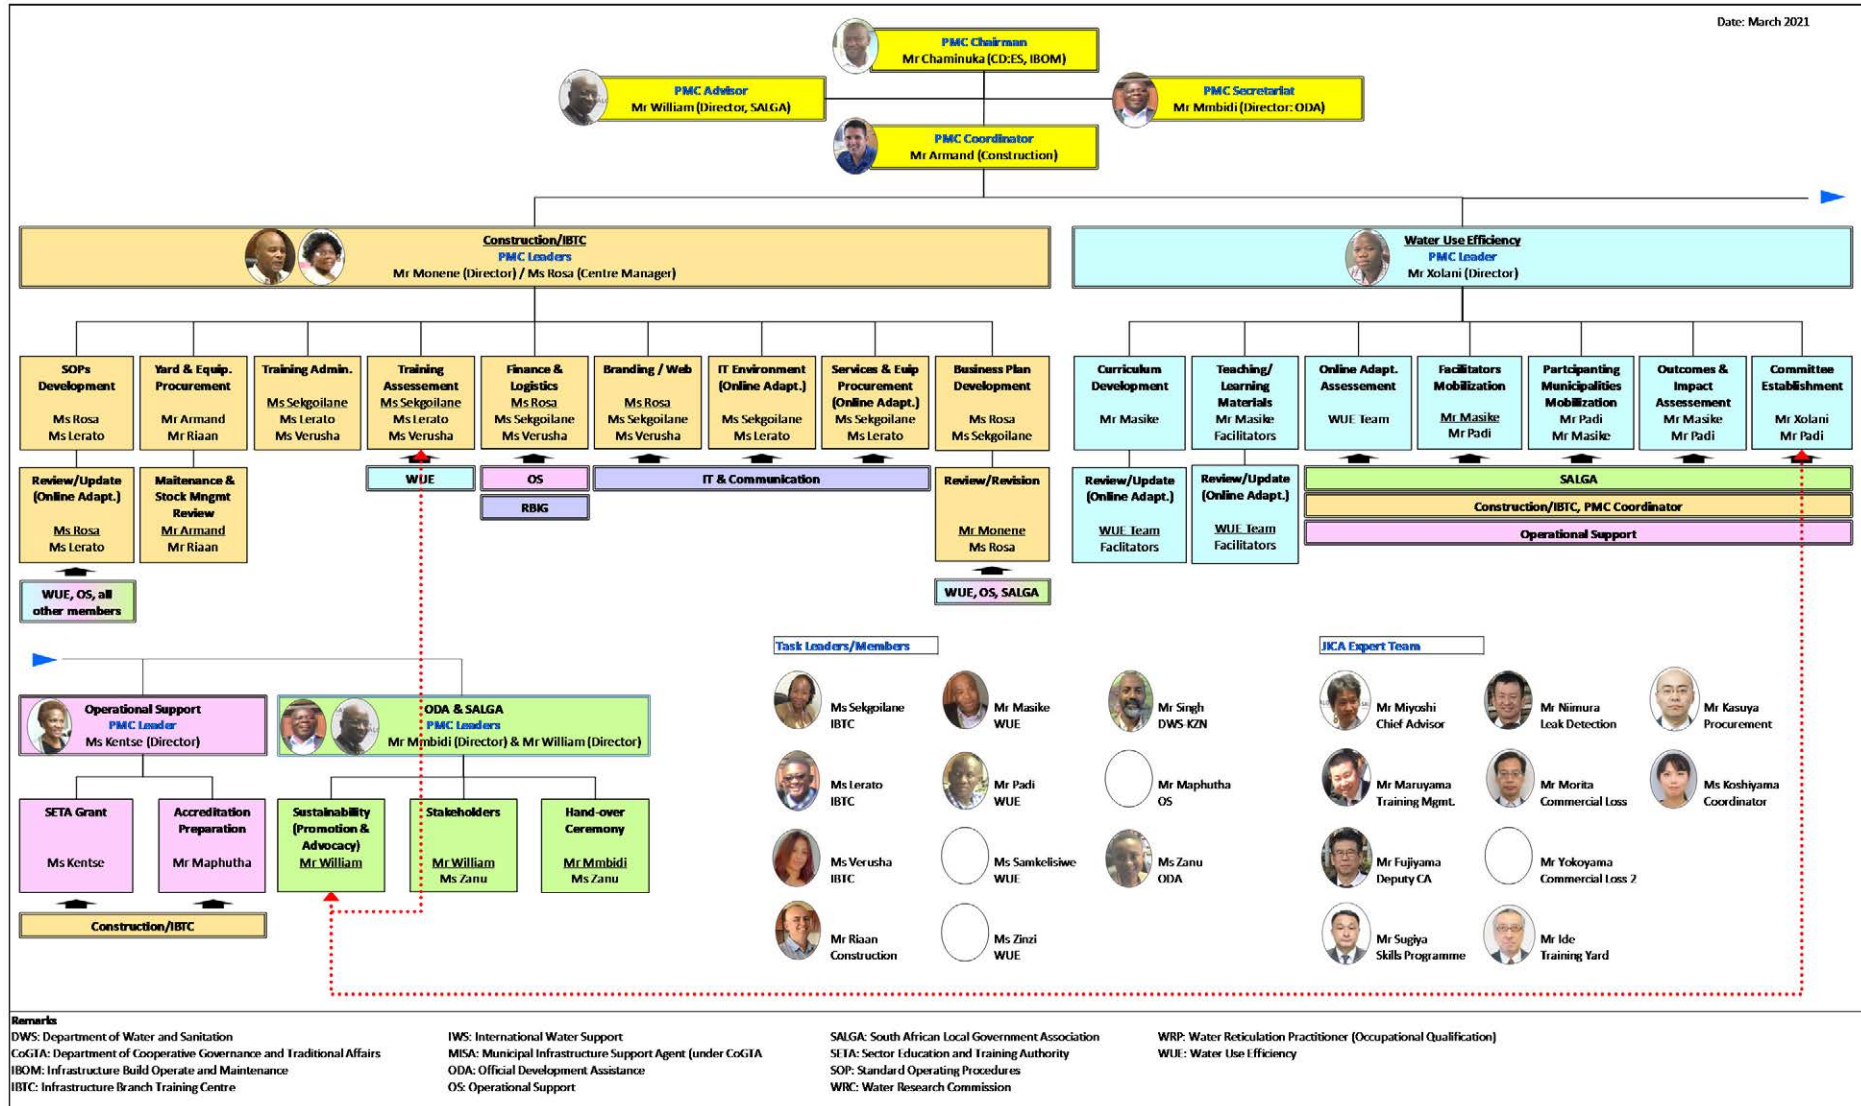 Date: March 2021
PMC Chairman
Mr Chaminuka (CD:ES, IBOM)
PMC Advisor
Mr William (Director, SALGA)
PMC Secretariat
Mr Mmbidi (Director: ODA)
PMC Coordinator
Mr Armand (Construction)
Construction/IBTC
PMC Leaders
Mr Monene (Director) / Ms Rosa (Centre Manager)
Water Use Efficiency
PMC Leader
Mr Xolani (Director)
SOPs
Development
Ms Rosa
Ms Lerato
Yard & Equip.
Procurement
Mr Armand
Mr Riaan
Training Admin.
Ms Sekgoilane
Ms Lerato
Ms Verusha
Training
Assessement
Ms Sekgoilane
Ms Lerato
Ms Verusha
Finance &
Logistics
Ms Rosa
Ms Sekgoilane
Ms Verusha
Branding / Web
Ms Rosa
Ms Sekgoilane
Ms Verusha
IT Environment
(Online Adapt.)
Ms Sekgoilane
Ms Lerato
Services & Euip
Procurement
(Online Adapt.)
Ms Sekgoilane
Ms Lerato
Business Plan
Development
Ms Rosa
Ms Sekgoilane
Curriculum
Development
Mr Masike
Teaching/
Learning
Materials
Mr Masike
Facilitators
Online Adapt.
Assessement
WUE Team
Facilitators
Mobilization
Mr Masike
Mr Padi
Partcipanting
Municipalities
Mobilization
Mr Padi
Mr Masike
Outcomes &
Impact
Assessement
Mr Masike
Mr Padi
Committee
Establishment
Mr Xolani
Mr Padi
Review/Update
(Online Adapt.)
Ms Rosa
Ms Lerato
Maitenance &
Stock Mngmt
Review
Mr Armand
Mr Riaan
WUE
OS
RBIG
IT & Communication
Review/Revision
Mr Monene
Ms Rosa
Review/Update
(Online Adapt.)
WUE Team
Facilitators
Review/Update
(Online Adapt.)
WUE Team
Facilitators
SALGA
Construction/IBTC, PMC Coordinator
Operational Support
WUE, OS, all
other members
WUE, OS, SALGA
Operational Support
PMC Leader
Ms Kentse (Director)
ODA & SALGA
PMC Leaders
Mr Mmbidi (Director) & Mr William (Director)
SETA Grant
Ms Kentse
Accreditation
Preparation
Mr Maphutha
Sustainability
(Promotion &
Advocacy)
Mr William
Stakeholders
Mr William
Ms Zanu
Hand-over
Ceremony
Mr Mmbidi
Ms Zanu
Construction/IBTC
Task Leaders/Members
Ms Sekgoilane
IBTC
Mr Masike
WUE
Mr Singh
DWS-KZN
Ms Lerato
IBTC
Mr Padi
WUE
Mr Maphutha
OS
Ms Verusha
IBTC
Ms Samkelisiwe
WUE
Ms Zanu
ODA
Mr Riaan
Construction
Ms Zinzi
WUE
JICA Expert Team
Mr Miyoshi
Chief Advisor
Mr Niimura
Leak Detection
Mr Kasuya
Procurement
Mr Maruyama
Training Mgmt.
Mr Morita
Commercial Loss
Ms Koshiyama
Coordinator
Mr Fujiyama
Deputy CA
Mr Yokoyama
Commercial Loss 2
Mr Sugiya
Skills Programme
Mr Ide
Training Yard
Remarks
DWS: Department of Water and Sanitation
CoGTA: Department of Cooperative Governance and Traditional Affairs
IBOM: Infrastructure Build Operate and Maintenance
IBTC: Infrastructure Branch Training Centre
IWS: International Water Support
MISA: Municipal Infrastructure Support Agent (under CoGTA
ODA: Official Development Assistance
OS: Operational Support
SALGA: South African Local Government Association
SETA: Sector Education and Training Authority
SOP: Standard Operating Procedures
WRC: Water Research Commission
WRP: Water Reticulation Practitioner (Occupational Qualification)
WUE: Water Use Efficiency